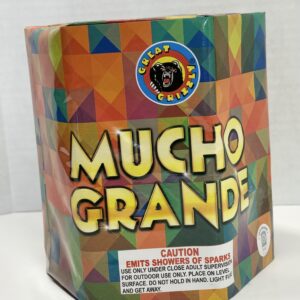 GREAT
GRIZZLY
MUCHO
GRANDE
CAUTION
EMITS SHOWERS OF SPARKS
USE ONLY UNDER CLOSE ADULT SUPERVISION
FOR OUTDOOR USE ONLY. PLACE ON LEVEL
SURFACE. DO NOT HOLD IN HAND. LIGHT FUSE
AND GET AWAY.